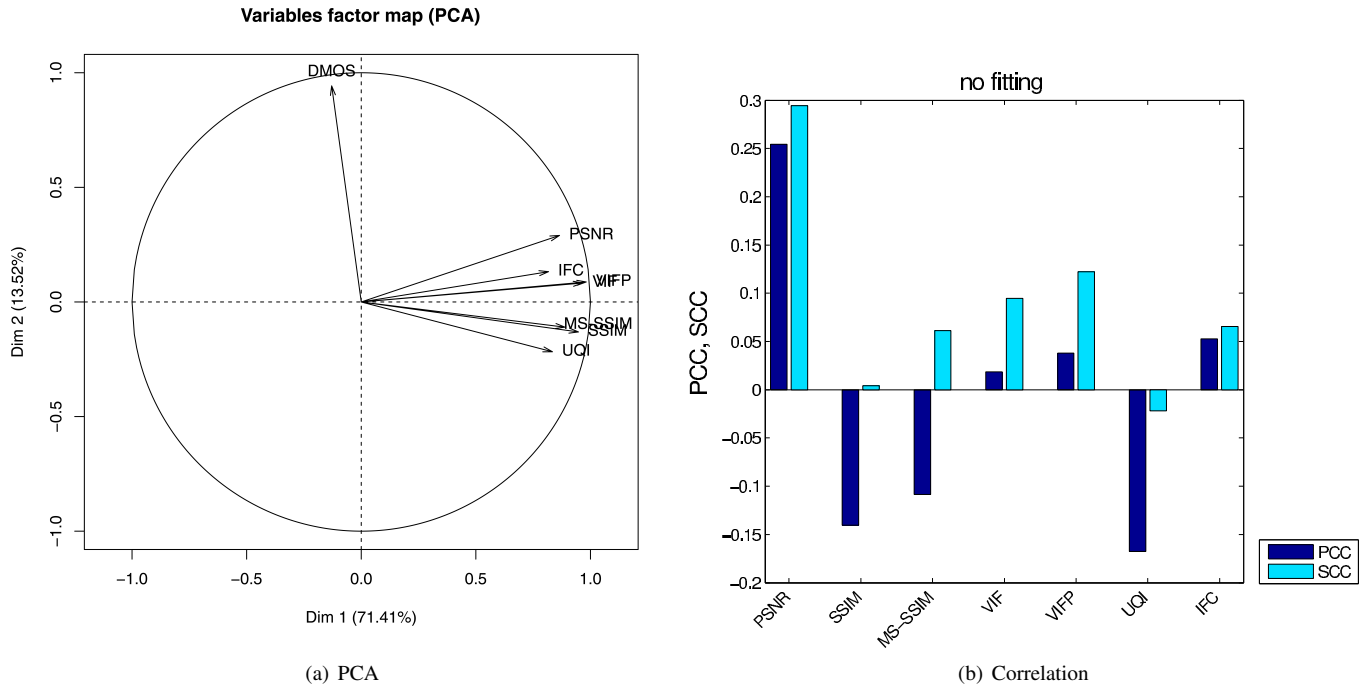 Variables factor map (PCA)
Dim 2 (13.52%)
1.0
0.5
0.0
−0.5
−1.0
DMOS
PSNR
IFC
VIF
VIFP
MS-SSIM
SSIM
UQI
−1.0
−0.5
0.0
0.5
1.0
Dim 1 (71.41%)
(a) PCA
no fitting
PCC, SCC
0.3
0.25
0.2
0.15
0.1
0.05
0
−0.05
−0.1
−0.15
−0.2
PSNR
SSIM
MS−SSIM
VIF
VIFP
UQI
IFC
PCC
SCC
(b) Correlation